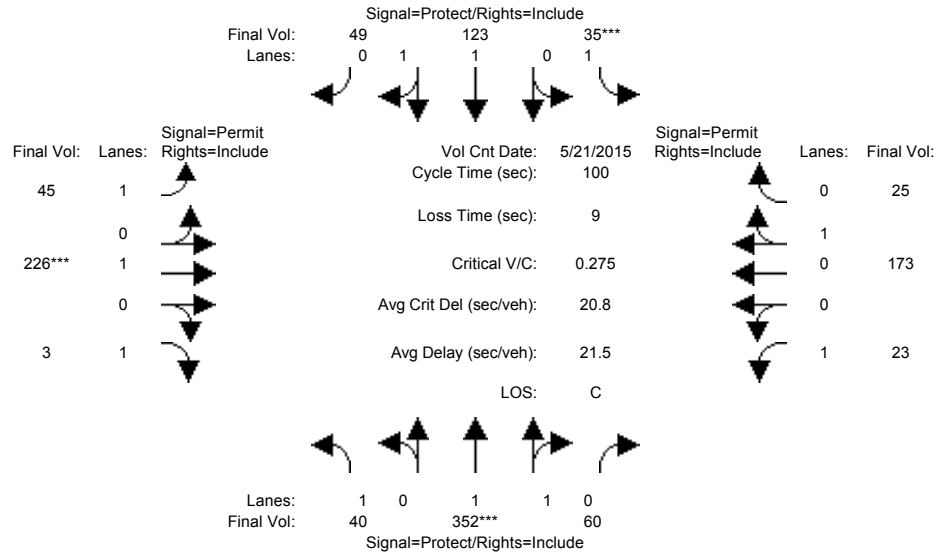 Signal=Protect/Rights=Include
Final Vol: 49 123 35***
Lanes: 0 1 1 0 1
Signal=Permit Signal=Permit
Final Vol: Lanes: Rights=Include Vol Cnt Date: 5/21/2015 Rights=Include Lanes: Final Vol:
Cycle Time (sec): 100
45 1 0 25
Loss Time (sec): 9
0 1
226*** 1 Critical V/C: 0.275 0 173
0 Avg Crit Del (sec/veh): 20.8 0
3 1 Avg Delay (sec/veh): 21.5 1 23
LOS: C
Lanes: 1 0 1 1 0
Final Vol: 40 352*** 60
Signal=Protect/Rights=Include